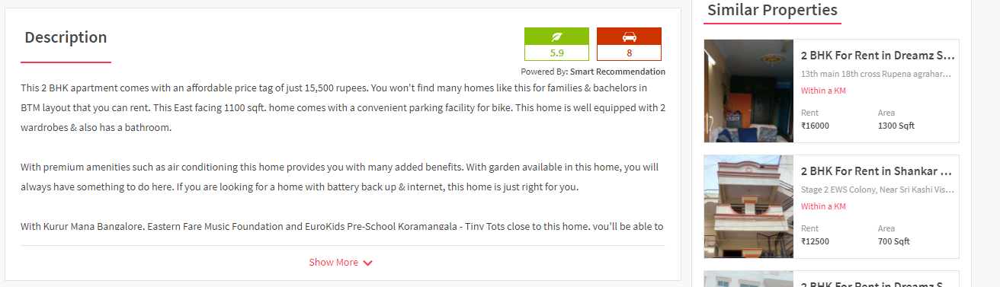 Description
5.9
8
Powered By: Smart Recommendation
This 2 BHK apartment comes with an affordable price tag of just 15,500 rupees. You won't find many homes like this for families & bachelors in
BTM layout that you can rent. This East facing 1100 sqft. home comes with a convenient parking facility for bike. This home is well equipped with 2
wardrobes & also has a bathroom.
With premium amenities such as air conditioning this home provides you with many added benefits. With garden available in this home, you will
always have something to do here. If you are looking for a home with battery back up & internet, this home is just right for you.
With Kurur Mana Bangalore, Eastern Fare Music Foundation and EuroKids Pre-School Koramangala - Tiny Tots close to this home, you'll be able to
Show More
Similar Properties
2 BHK For Rent in Dreamz S...
13th main 18th cross Rupena agrahar...
Within a KM
Rent Area
₹16000 1300 Sqft
2 BHK For Rent in Shankar ...
Stage 2 EWS Colony, Near Sri Kashi Vis...
Within a KM
Rent Area
₹12500 700 Sqft
2 BHK For Rent in Dreamz S...